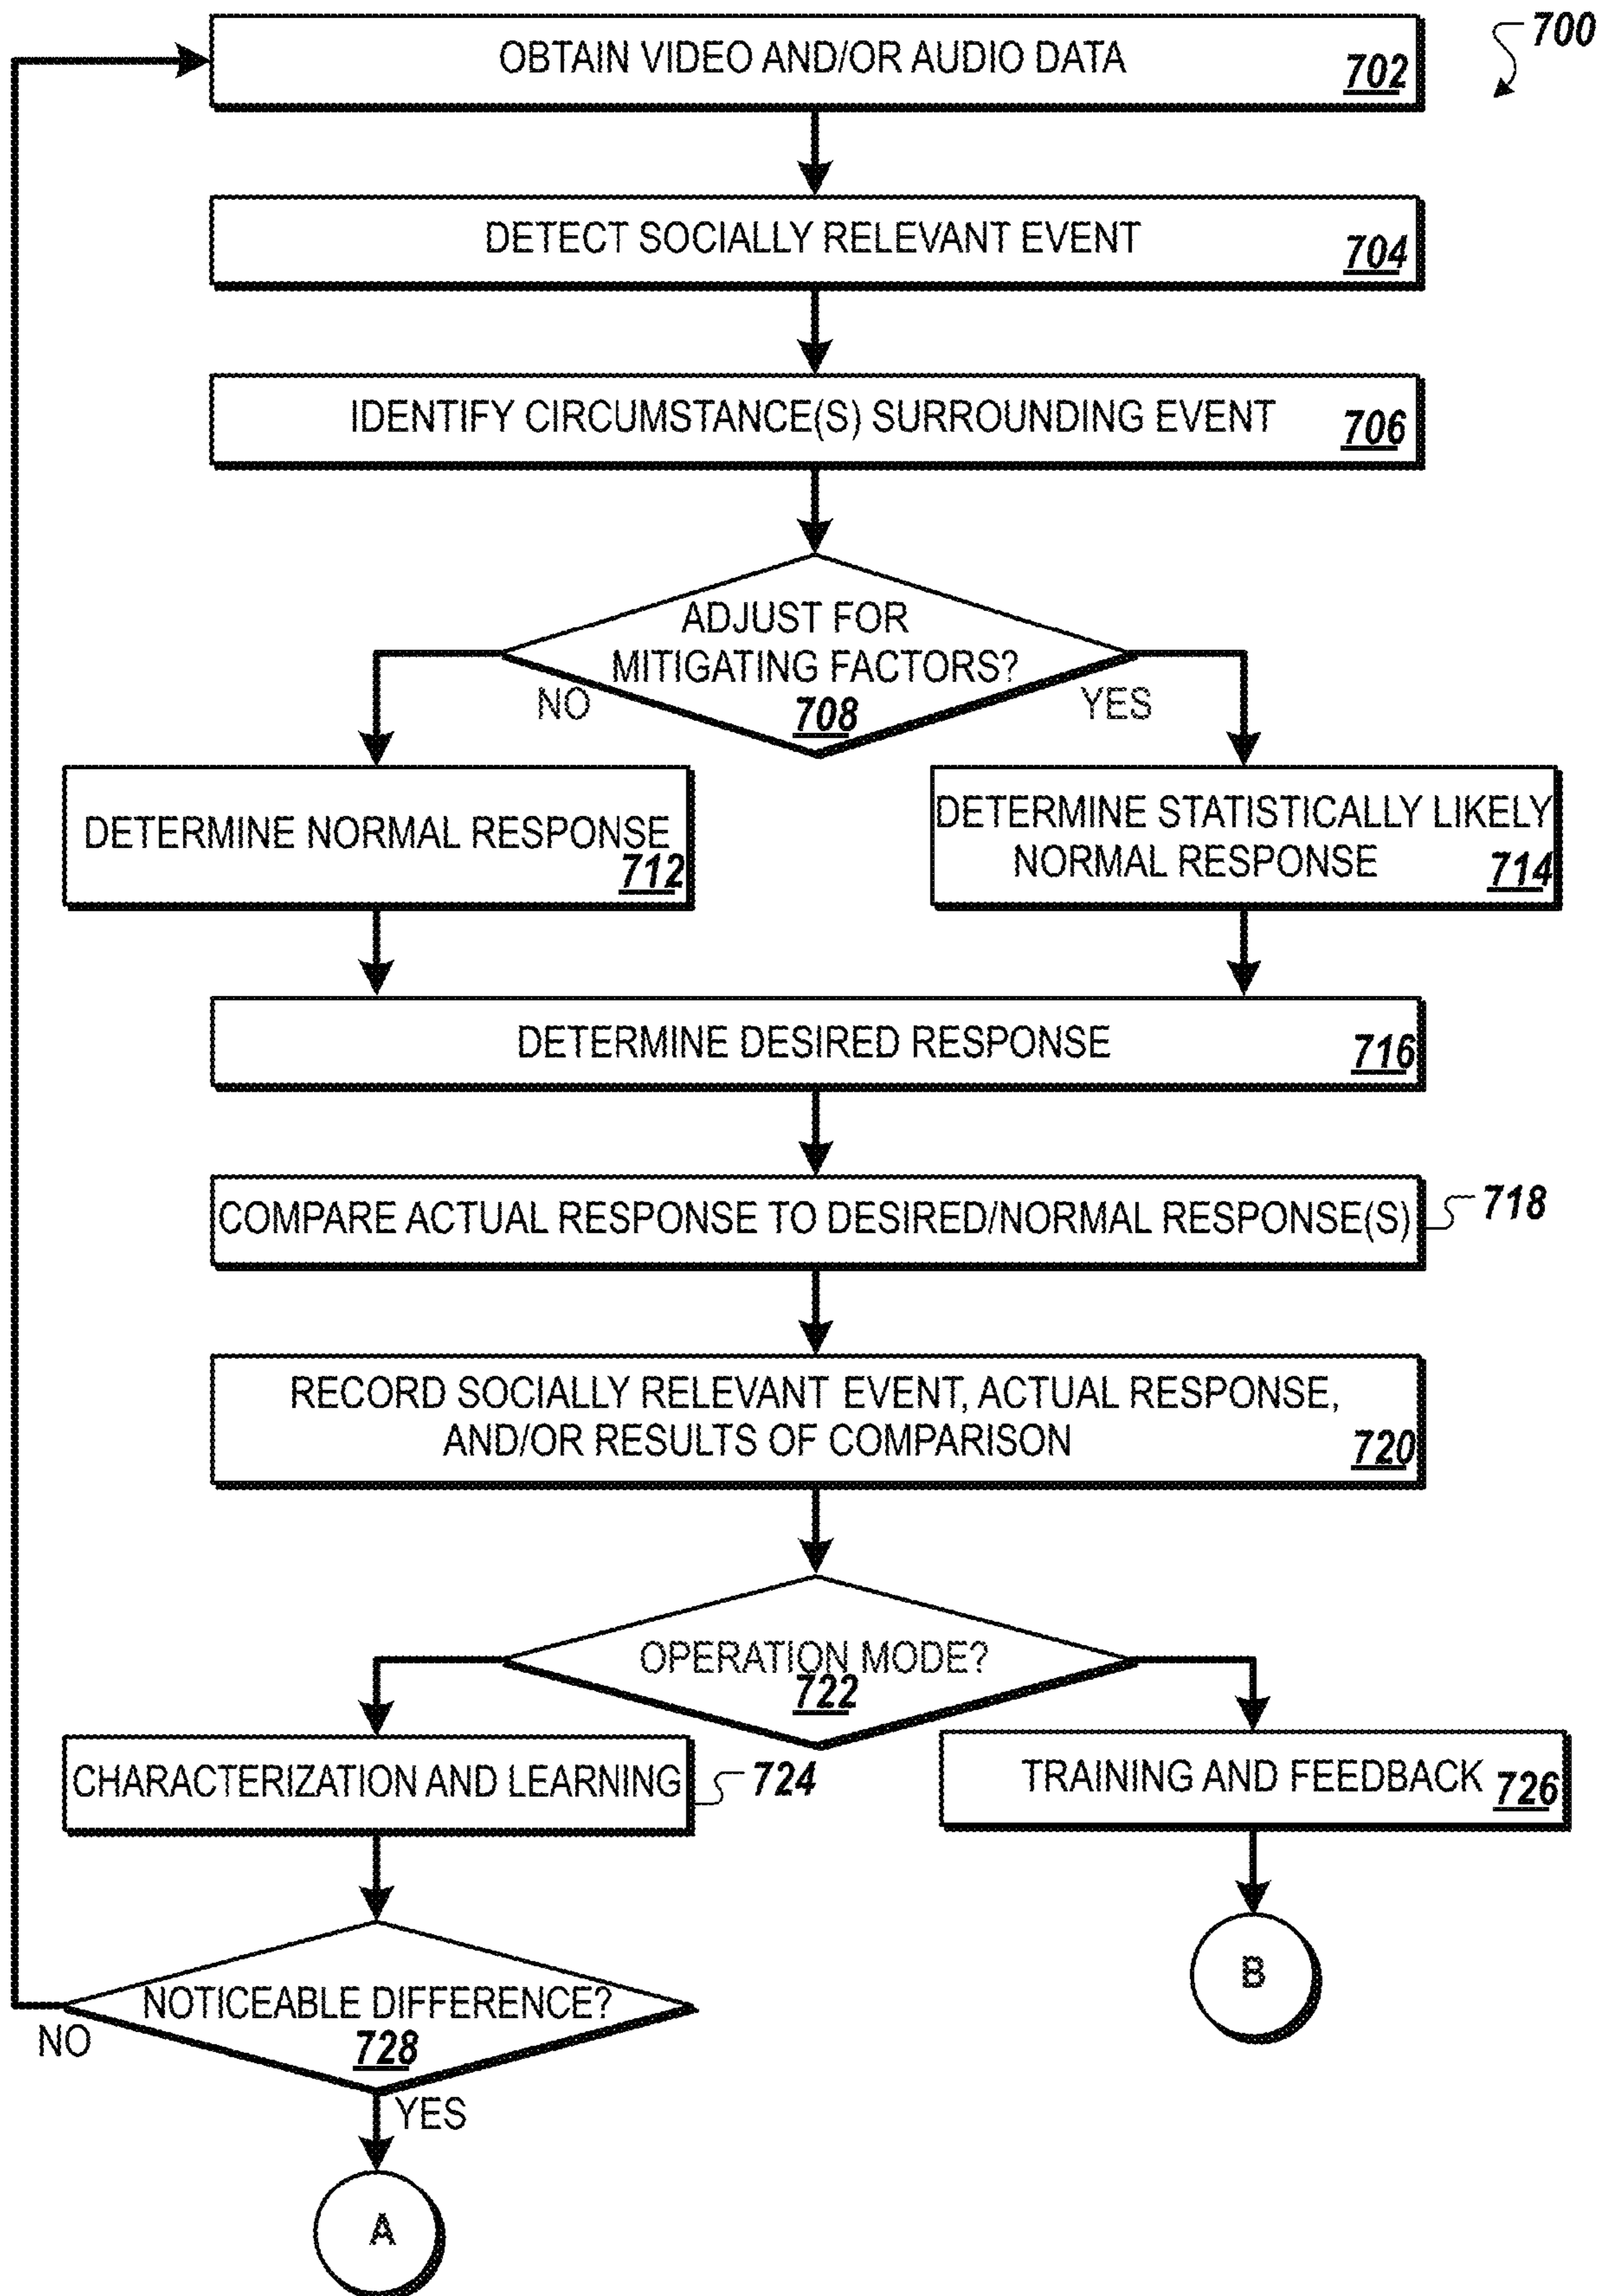 700
OBTAIN VIDEO AND/OR AUDIO DATA
702
DETECT SOCIALLY RELEVANT EVENT
704
IDENTIFY CIRCUMSTANCE(S) SURROUNDING EVENT
706
ADJUST FOR
MITIGATING FACTORS?
708
NO
YES
DETERMINE NORMAL RESPONSE
712
DETERMINE STATISTICALLY LIKELY
NORMAL RESPONSE
714
DETERMINE DESIRED RESPONSE
716
COMPARE ACTUAL RESPONSE TO DESIRED/NORMAL RESPONSE(S)
718
RECORD SOCIALLY RELEVANT EVENT, ACTUAL RESPONSE,
AND/OR RESULTS OF COMPARISON
720
OPERATION MODE?
722
CHARACTERIZATION AND LEARNING
724
TRAINING AND FEEDBACK
726
B
NOTICEABLE DIFFERENCE?
728
NO
YES
A